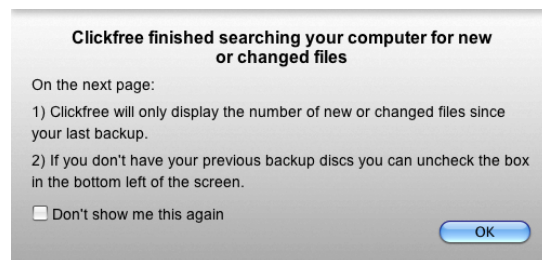 Clickfree finished searching your computer for new
or changed files
On the next page:
1) Clickfree will only display the number of new or changed files since
your last backup.
2) If you don't have your previous backup discs you can uncheck the box
in the bottom left of the screen.
Don't show me this again
OK